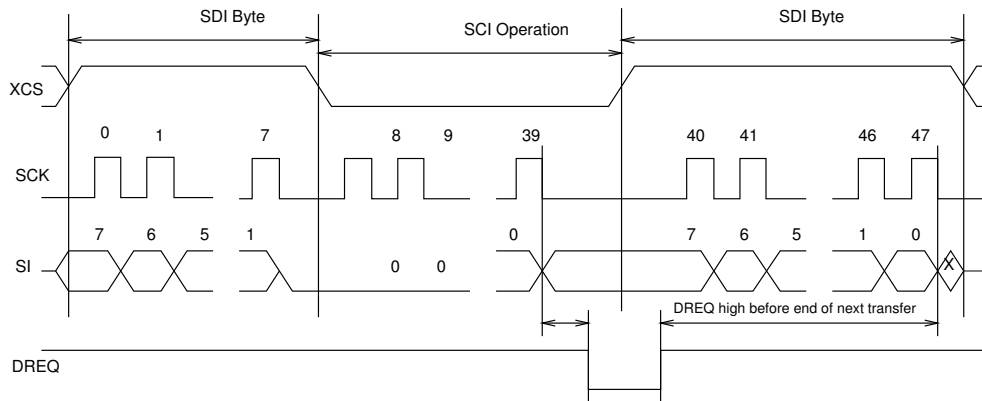 SDI Byte
SCI Operation
SDI Byte
XCS
0 1 7 8 9 39 40 41 46 47
SCK
7 6 5 1 0 7 6 5 1 0
SI
0 0
X
DREQ high before end of next transfer
DREQ